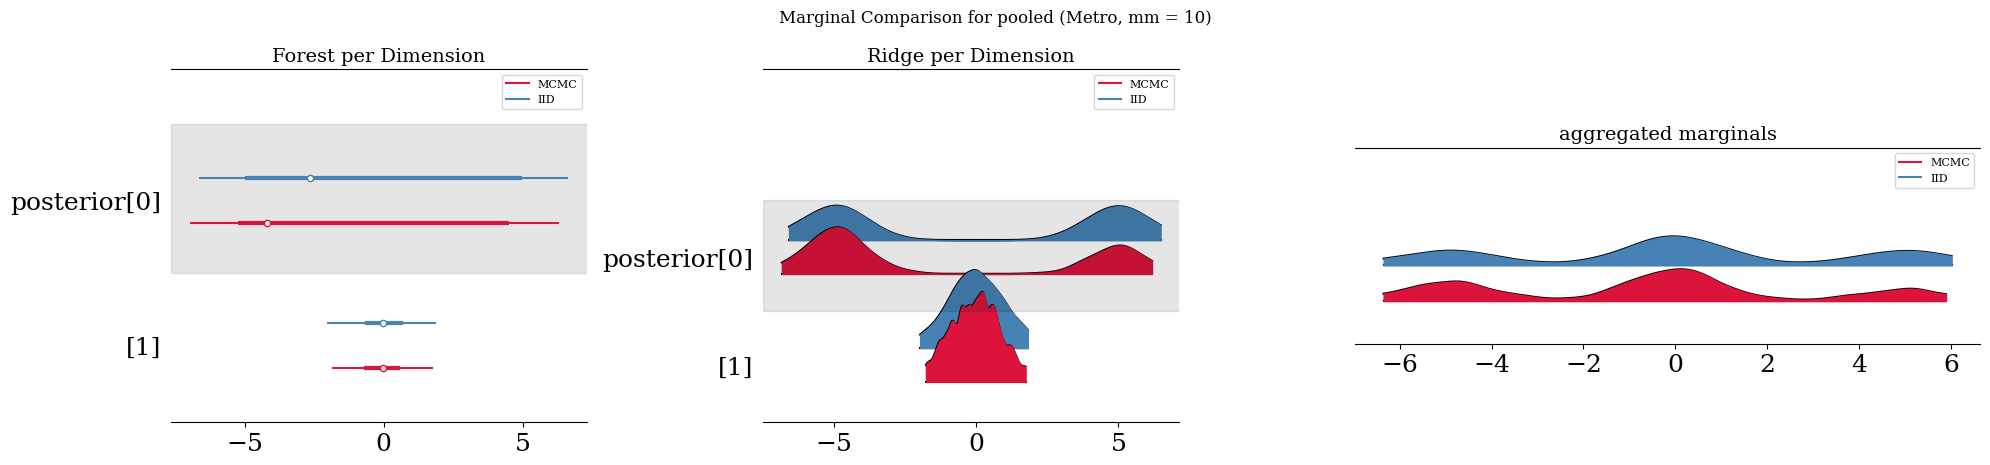 Marginal Comparison for pooled (Metro, mm = 10)
Forest per Dimension
MCMC
IID
posterior[0]
[1]
−5 0 5
Ridge per Dimension
MCMC
IID
posterior[0]
[1]
−5 0 5
aggregated marginals
MCMC
IID
−6 −4 −2 0 2 4 6